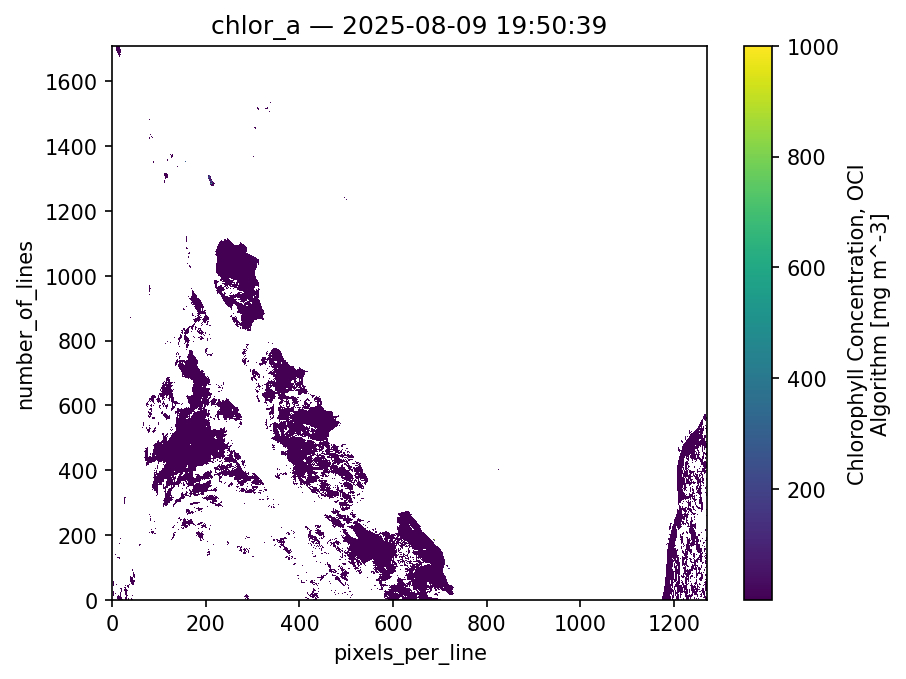 chlor_a — 2025-08-09 19:50:39
number_of_lines
1600
1400
1200
1000
800
600
400
200
0
0 200 400 600 800 1000 1200
pixels_per_line
1000
800
600
400
200
Chlorophyll Concentration, OCI
Algorithm [mg m^-3]